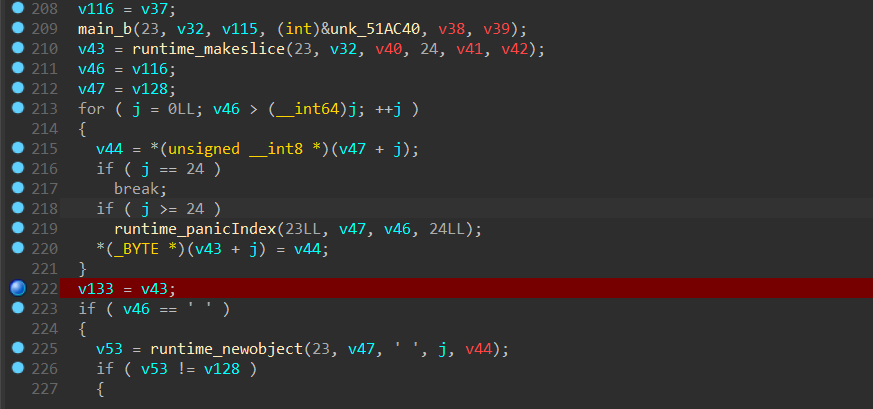 208 v116 = v37;
209 main_b(23, v32, v115, (int)&unk_51AC40, v38, v39);
210 v43 = runtime_makeslice(23, v32, v40, 24, v41, v42);
211 v46 = v116;
212 v47 = v128;
213 for ( j = 0LL; v46 > (__int64)j; ++j )
214 {
215 v44 = *(unsigned __int8 *)(v47 + j);
216 if ( j == 24 )
217 break;
218 if ( j >= 24 )
219 runtime_panicIndex(23LL, v47, v46, 24LL);
220 *(_BYTE *)(v43 + j) = v44;
221 }
222 v133 = v43;
223 if ( v46 == ' ' )
224 {
225 v53 = runtime_newobject(23, v47, ' ', j, v44);
226 if ( v53 != v128 )
227 {